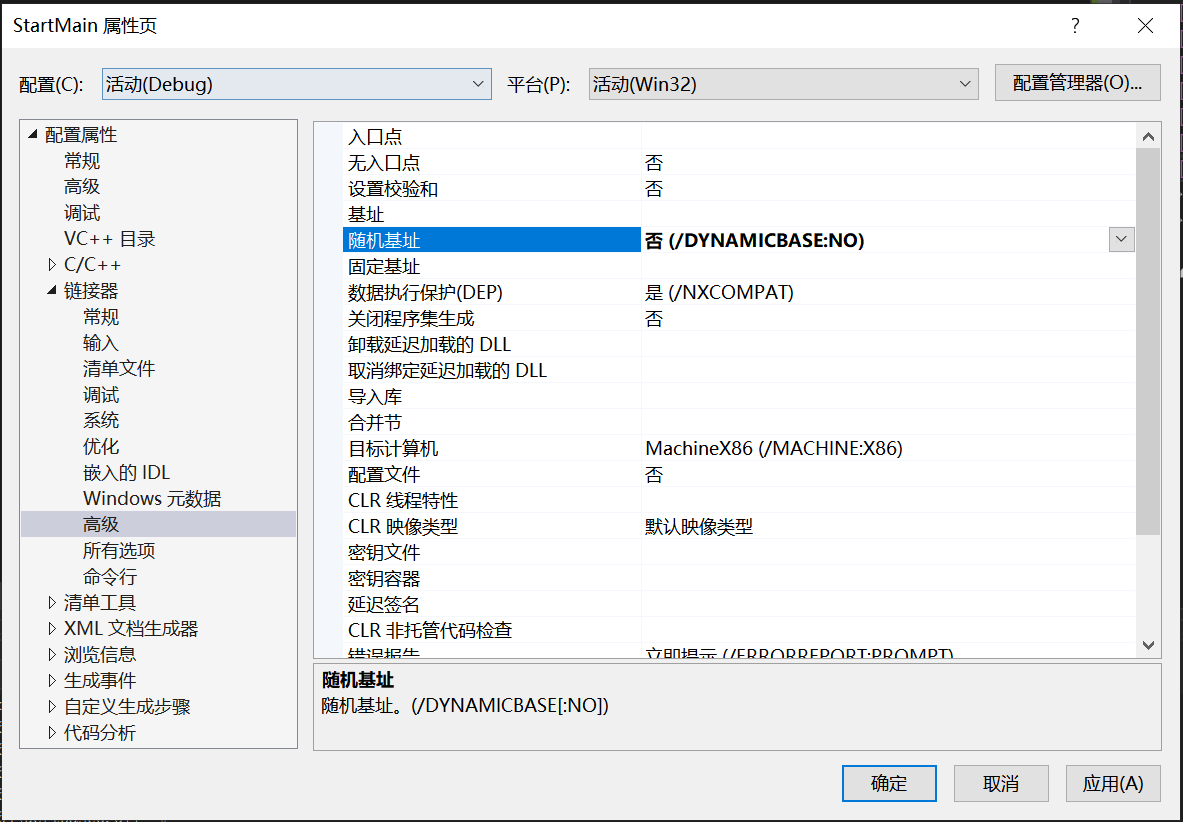 StartMain 属性页
配置(C): 活动(Debug) 平台(P): 活动(Win32) 配置管理器(O)...
配置属性
常规
高级
调试
VC++ 目录
C/C++
链接器
常规
输入
清单文件
调试
系统
优化
嵌入的 IDL
Windows 元数据
高级
所有选项
命令行
清单工具
XML 文档生成器
浏览信息
生成事件
自定义生成步骤
代码分析
入口点
无入口点 否
设置校验和 否
基址
随机基址 否 (/DYNAMICBASE:NO)
固定基址
数据执行保护(DEP) 是 (/NXCOMPAT)
关闭程序集生成 否
卸载延迟加载的 DLL
取消绑定延迟加载的 DLL
导入库
合并节
目标计算机 MachineX86 (/MACHINE:X86)
配置文件 否
CLR 线程特性
CLR 映像类型 默认映像类型
密钥文件
密钥容器
延迟签名
CLR 非托管代码检查
错误报告 立即提示 (/ERRORREPORT:PROMPT)
随机基址
随机基址。(/DYNAMICBASE[:NO])
确定 取消 应用(A)